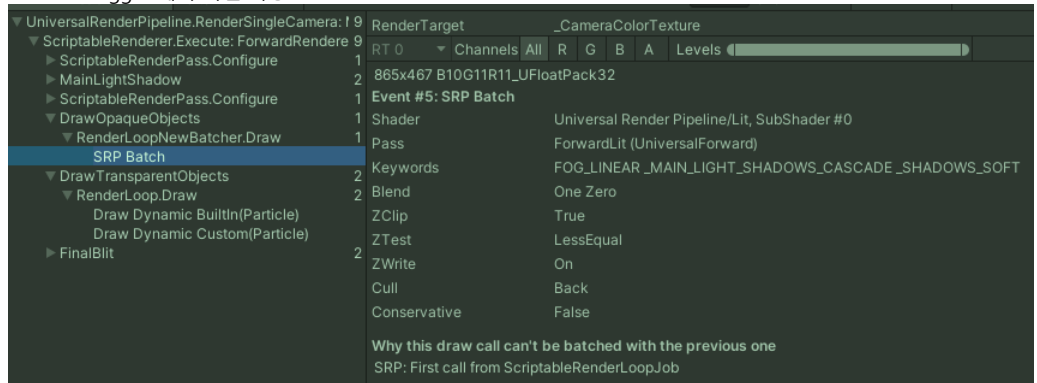 UniversalRenderPipeline.RenderSingleCamera: 9
ScriptableRenderer.Execute: ForwardRendere 9
ScriptableRenderPass.Configure 1
MainLightShadow 2
ScriptableRenderPass.Configure 1
DrawOpaqueObjects 1
RenderLoopNewBatcher.Draw 1
SRP Batch
DrawTransparentObjects 2
RenderLoop.Draw 2
Draw Dynamic BuiltIn(Particle)
Draw Dynamic Custom(Particle)
FinalBlit 2
RenderTarget _CameraColorTexture
RT 0 Channels All R G B A Levels
865x467 B10G11R11_UFloatPack32
Event #5: SRP Batch
Shader Universal Render Pipeline/Lit, SubShader #0
Pass ForwardLit (UniversalForward)
Keywords FOG_LINEAR _MAIN_LIGHT_SHADOWS_CASCADE _SHADOWS_SOFT
Blend One Zero
ZClip True
ZTest LessEqual
ZWrite On
Cull Back
Conservative False
Why this draw call can't be batched with the previous one
SRP: First call from ScriptableRenderLoopJob